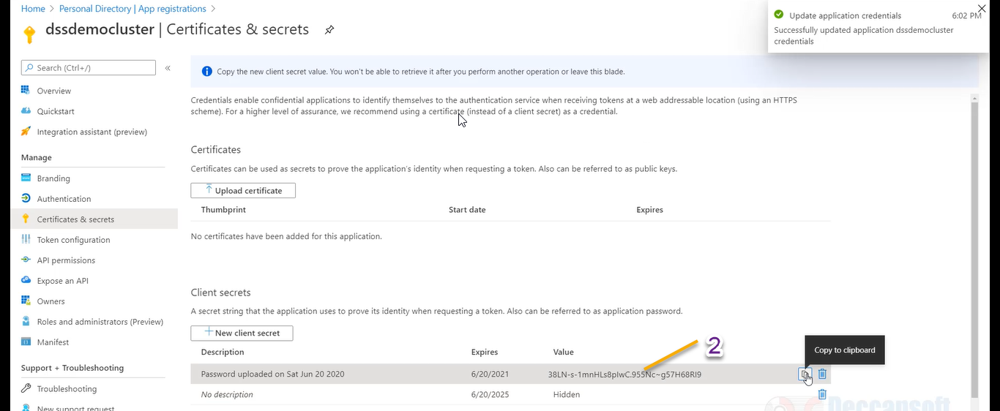 Home > Personal Directory | App registrations >
dssdemocluster | Certificates & secrets
Update application credentials 6:02 PM
Successfully updated application dssdemocluster
credentials
Search (Ctrl+/) «
Overview
Quickstart
Integration assistant (preview)
Manage
Branding
Authentication
Certificates & secrets
Token configuration
API permissions
Expose an API
Owners
Roles and administrators (Preview)
Manifest
Support + Troubleshooting
Troubleshooting
New support request
Copy the new client secret value. You won't be able to retrieve it after you perform another operation or leave this blade.
Credentials enable confidential applications to identify themselves to the authentication service when receiving tokens at a web addressable location (using an HTTPS
scheme). For a higher level of assurance, we recommend using a certificate (instead of a client secret) as a credential.
Certificates
Certificates can be used as secrets to prove the application's identity when requesting a token. Also can be referred to as public keys.
Upload certificate
Thumbprint Start date Expires
No certificates have been added for this application.
Client secrets
A secret string that the application uses to prove its identity when requesting a token. Also can be referred to as application password.
New client secret
2
Copy to clipboard
Description Expires Value
Password uploaded on Sat Jun 20 2020 6/20/2021 38LN-s-1mnHLs8pIwC.955Nc~g57H68RI9
No description 6/20/2025 Hidden
Deccansoft